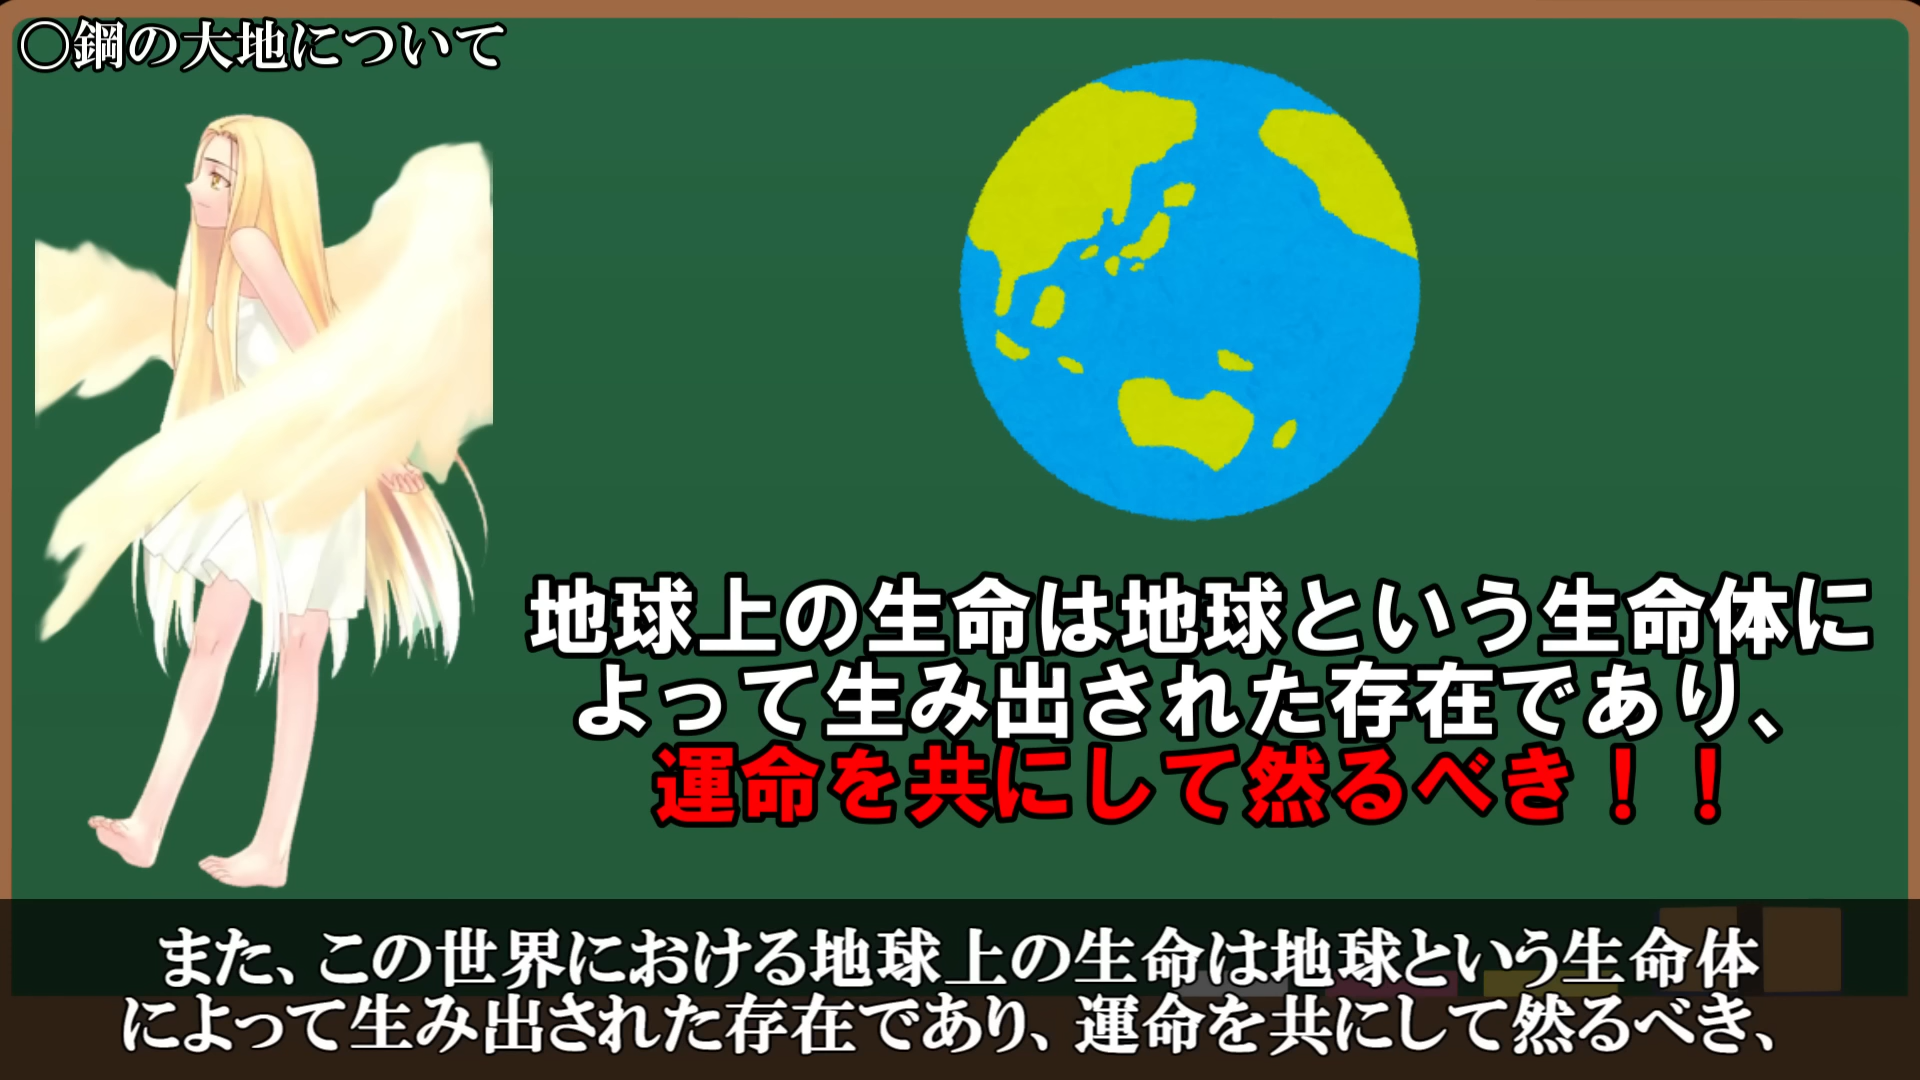 〇鋼の大地について
地球上の生命は地球という生命体に
よって生み出された存在であり、
運命を共にして然るべき！！
また、この世界における地球上の生命は地球という生命体
によって生み出された存在であり、運命を共にして然るべき、